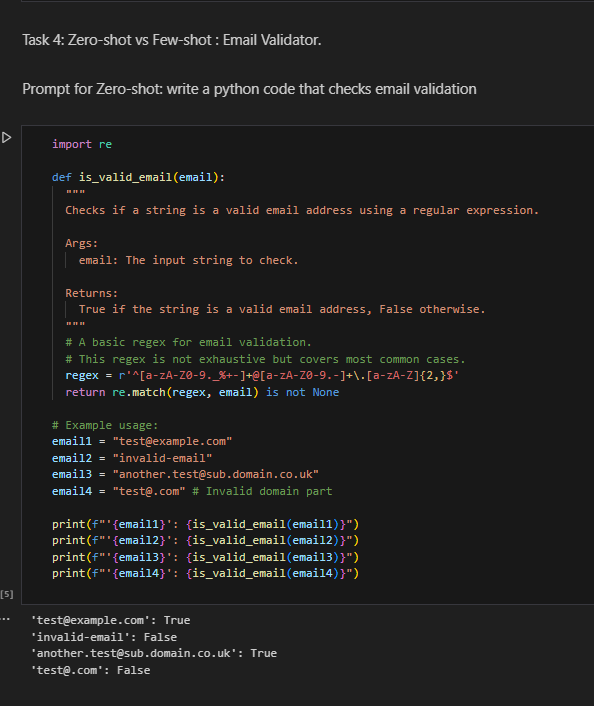 Task 4: Zero-shot vs Few-shot : Email Validator.
Prompt for Zero-shot: write a python code that checks email validation
import re
def is_valid_email(email):
"""
Checks if a string is a valid email address using a regular expression.
Args:
email: The input string to check.
Returns:
True if the string is a valid email address, False otherwise.
"""
# A basic regex for email validation.
# This regex is not exhaustive but covers most common cases.
regex = r'^[a-zA-Z0-9._%+-]+@[a-zA-Z0-9.-]+\.[a-zA-Z]{2,}$'
return re.match(regex, email) is not None
# Example usage:
email1 = "test@example.com"
email2 = "invalid-email"
email3 = "another.test@sub.domain.co.uk"
email4 = "test@.com" # Invalid domain part
print(f"'{email1}': {is_valid_email(email1)}")
print(f"'{email2}': {is_valid_email(email2)}")
print(f"'{email3}': {is_valid_email(email3)}")
print(f"'{email4}': {is_valid_email(email4)}")
[5]
... 'test@example.com': True
'invalid-email': False
'another.test@sub.domain.co.uk': True
'test@.com': False